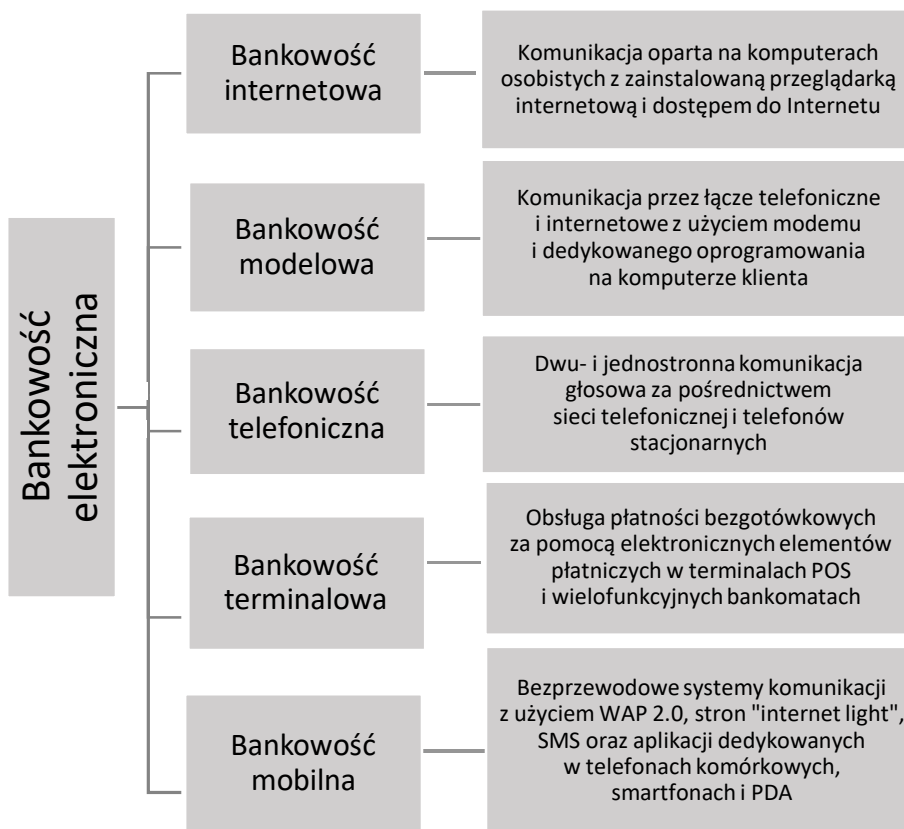 Bankowość
elektroniczna
Bankowość
internetowa
Komunikacja oparta na komputerach
osobistych z zainstalowaną przeglądarką
internetową i dostępem do Internetu
Bankowość
modelowa
Komunikacja przez łącze telefoniczne
i internetowe z użyciem modemu
i dedykowanego oprogramowania
na komputerze klienta
Bankowość
telefoniczna
Dwu- i jednostronna komunikacja
głosowa za pośrednictwem
sieci telefonicznej i telefonów
stacjonarnych
Bankowość
terminalowa
Obsługa płatności bezgotówkowych
za pomocą elektronicznych elementów
płatniczych w terminalach POS
i wielofunkcyjnych bankomatach
Bankowość
mobilna
Bezprzewodowe systemy komunikacji
z użyciem WAP 2.0, stron "internet light",
SMS oraz aplikacji dedykowanych
w telefonach komórkowych,
smartfonach i PDA